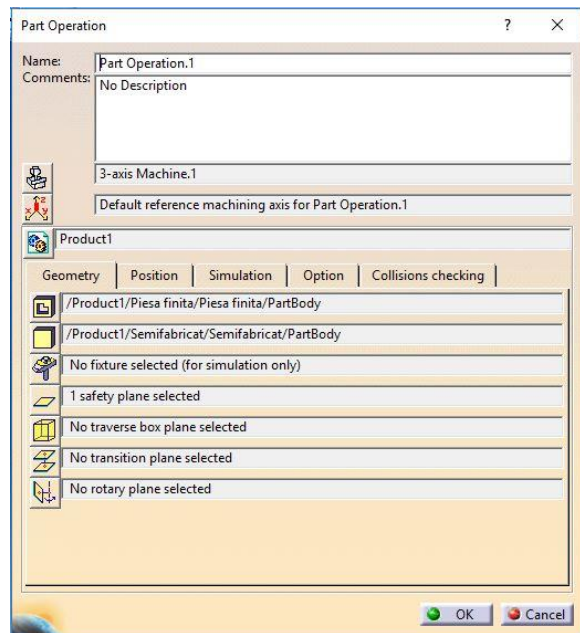 Part Operation ? X
Name: Part Operation.1
Comments: No Description
3-axis Machine.1
Default reference machining axis for Part Operation.1
Product1
Geometry Position Simulation Option Collisions checking
/Product1/Piesa finita/Piesa finita/PartBody
/Product1/Semifabricat/Semifabricat/PartBody
No fixture selected (for simulation only)
1 safety plane selected
No traverse box plane selected
No transition plane selected
No rotary plane selected
OK Cancel